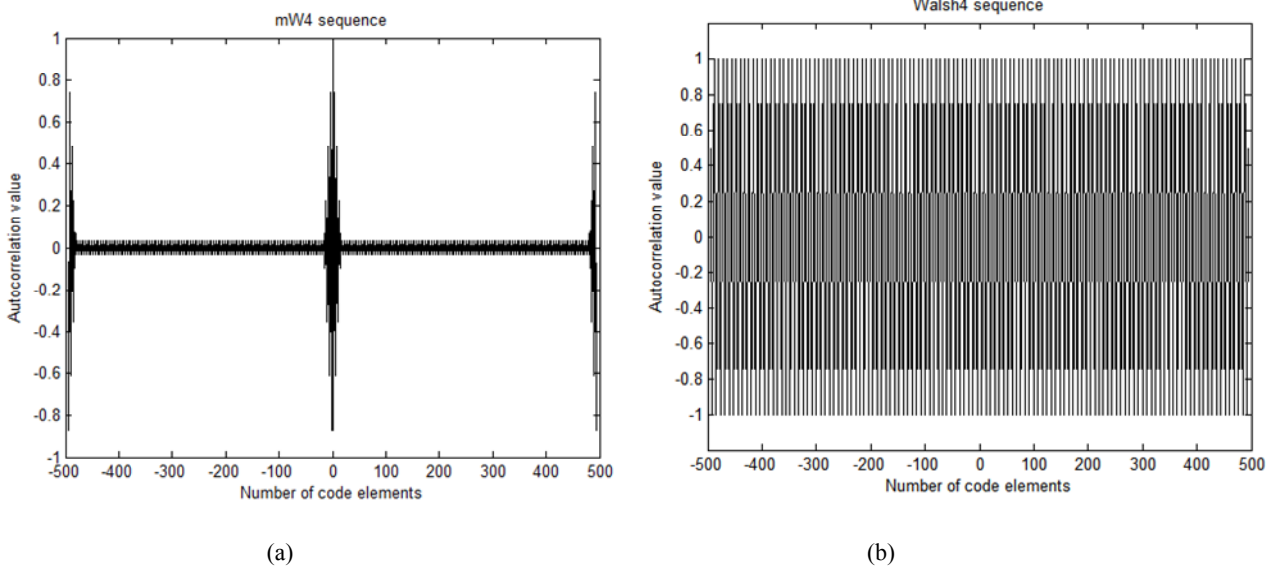 mW4 sequence
1
0.8
0.6
0.4
0.2
0
-0.2
-0.4
-0.6
-0.8
-1
Autocorrelation value
-500 -400 -300 -200 -100 0 100 200 300 400 500
Number of code elements
(a)
Walsh4 sequence
1
0.8
0.6
0.4
0.2
0
-0.2
-0.4
-0.6
-0.8
-1
Autocorrelation value
-500 -400 -300 -200 -100 0 100 200 300 400 500
Number of code elements
(b)